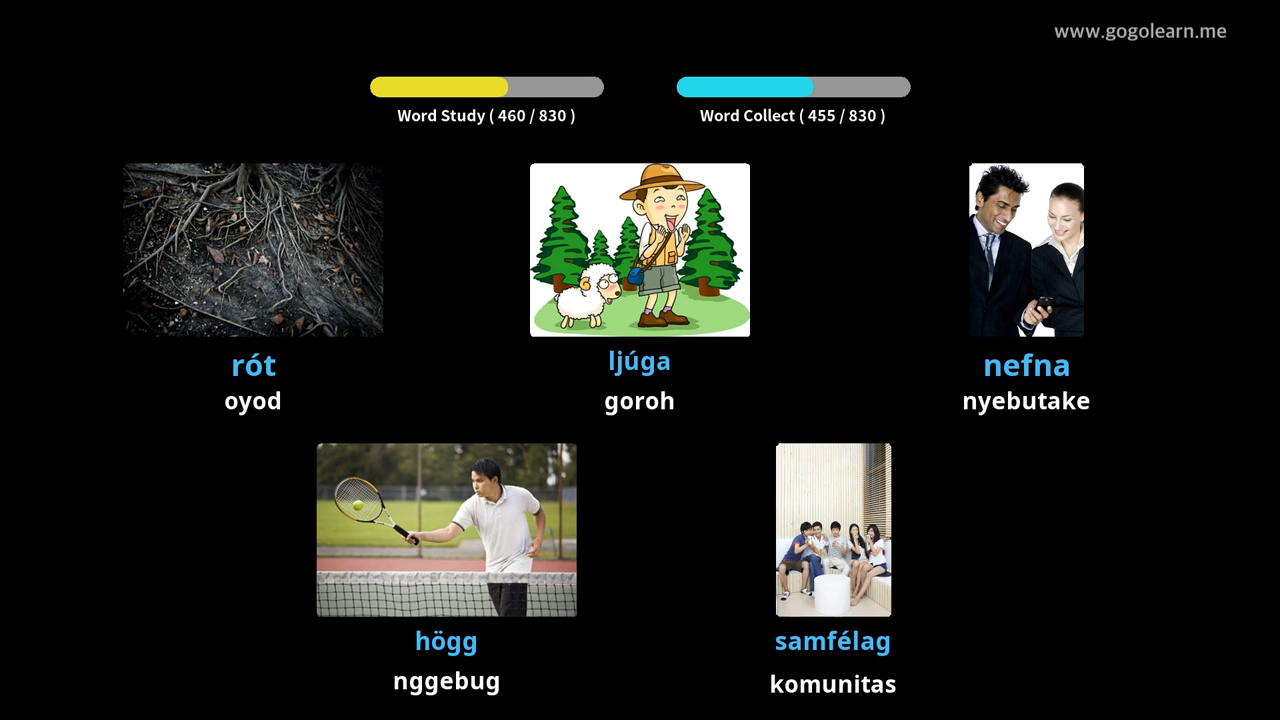 www.gogolearn.me
Word Study ( 460 / 830 )
Word Collect ( 455 / 830 )
rót
oyod
ljúga
goroh
nefna
nyebutake
högg
nggebug
samfélag
komunitas